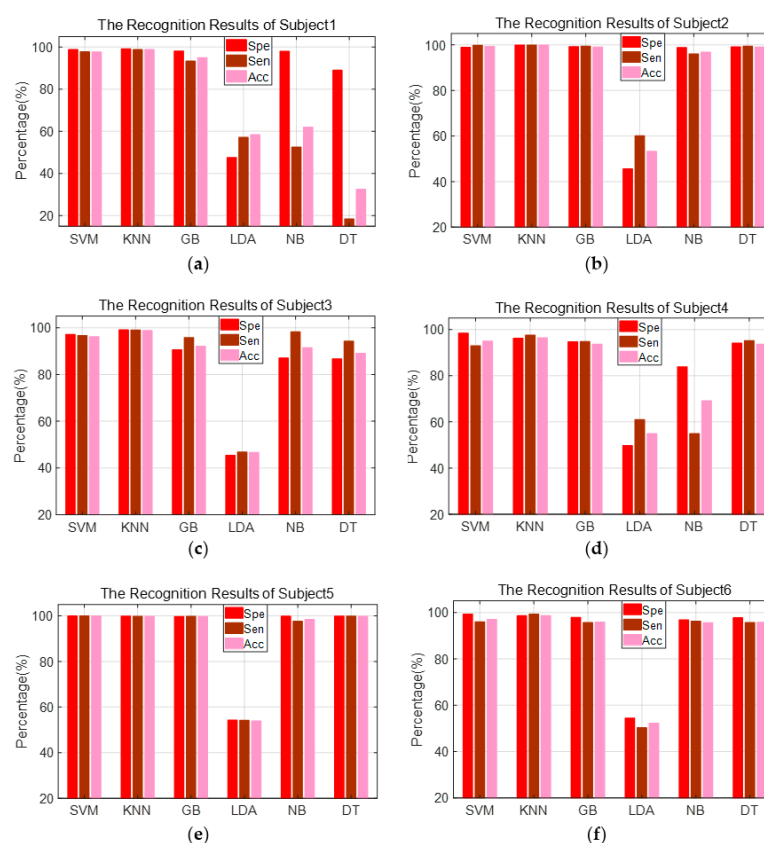 The Recognition Results of Subject1
Percentage(%)
100
80
60
40
20
Spe
Sen
Acc
SVM KNN GB LDA NB DT
(a)
The Recognition Results of Subject2
Percentage(%)
100
80
60
40
20
Spe
Sen
Acc
SVM KNN GB LDA NB DT
(b)
The Recognition Results of Subject3
Percentage(%)
100
80
60
40
20
Spe
Sen
Acc
SVM KNN GB LDA NB DT
(c)
The Recognition Results of Subject4
Percentage(%)
100
80
60
40
20
Spe
Sen
Acc
SVM KNN GB LDA NB DT
(d)
The Recognition Results of Subject5
Percentage(%)
100
80
60
40
20
Spe
Sen
Acc
SVM KNN GB LDA NB DT
(e)
The Recognition Results of Subject6
Percentage(%)
100
80
60
40
20
Spe
Sen
Acc
SVM KNN GB LDA NB DT
(f)